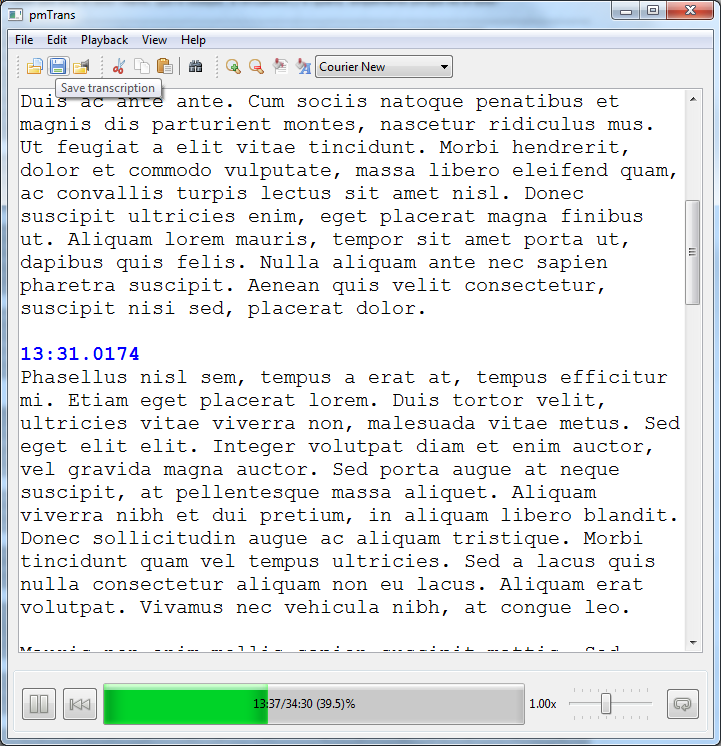 pmTrans
File Edit Playback View Help
Courier New
Save transcription
Duis ac ante ante. Cum sociis natoque penatibus et
magnis dis parturient montes, nascetur ridiculus mus.
Ut feugiat a elit vitae tincidunt. Morbi hendrerit,
dolor et commodo vulputate, massa libero eleifend quam,
ac convallis turpis lectus sit amet nisl. Donec
suscipit ultricies enim, eget placerat magna finibus
ut. Aliquam lorem mauris, tempor sit amet porta ut,
dapibus quis felis. Nulla aliquam ante nec sapien
pharetra suscipit. Aenean quis velit consectetur,
suscipit nisi sed, placerat dolor.
13:31.0174
Phasellus nisl sem, tempus a erat at, tempus efficitur
mi. Etiam eget placerat lorem. Duis tortor velit,
ultricies vitae viverra non, malesuada vitae metus. Sed
eget elit elit. Integer volutpat diam et enim auctor,
vel gravida magna auctor. Sed porta augue at neque
suscipit, at pellentesque massa aliquet. Aliquam
viverra nibh et dui pretium, in aliquam libero blandit.
Donec sollicitudin augue ac aliquam tristique. Morbi
tincidunt quam vel tempus ultricies. Sed a lacus quis
nulla consectetur aliquam non eu lacus. Aliquam erat
volutpat. Vivamus nec vehicula nibh, at congue leo.
Mauris non enim mollis sapien suscipit mattis. Sed
13:37/34:30 (39.5)%
1.00x